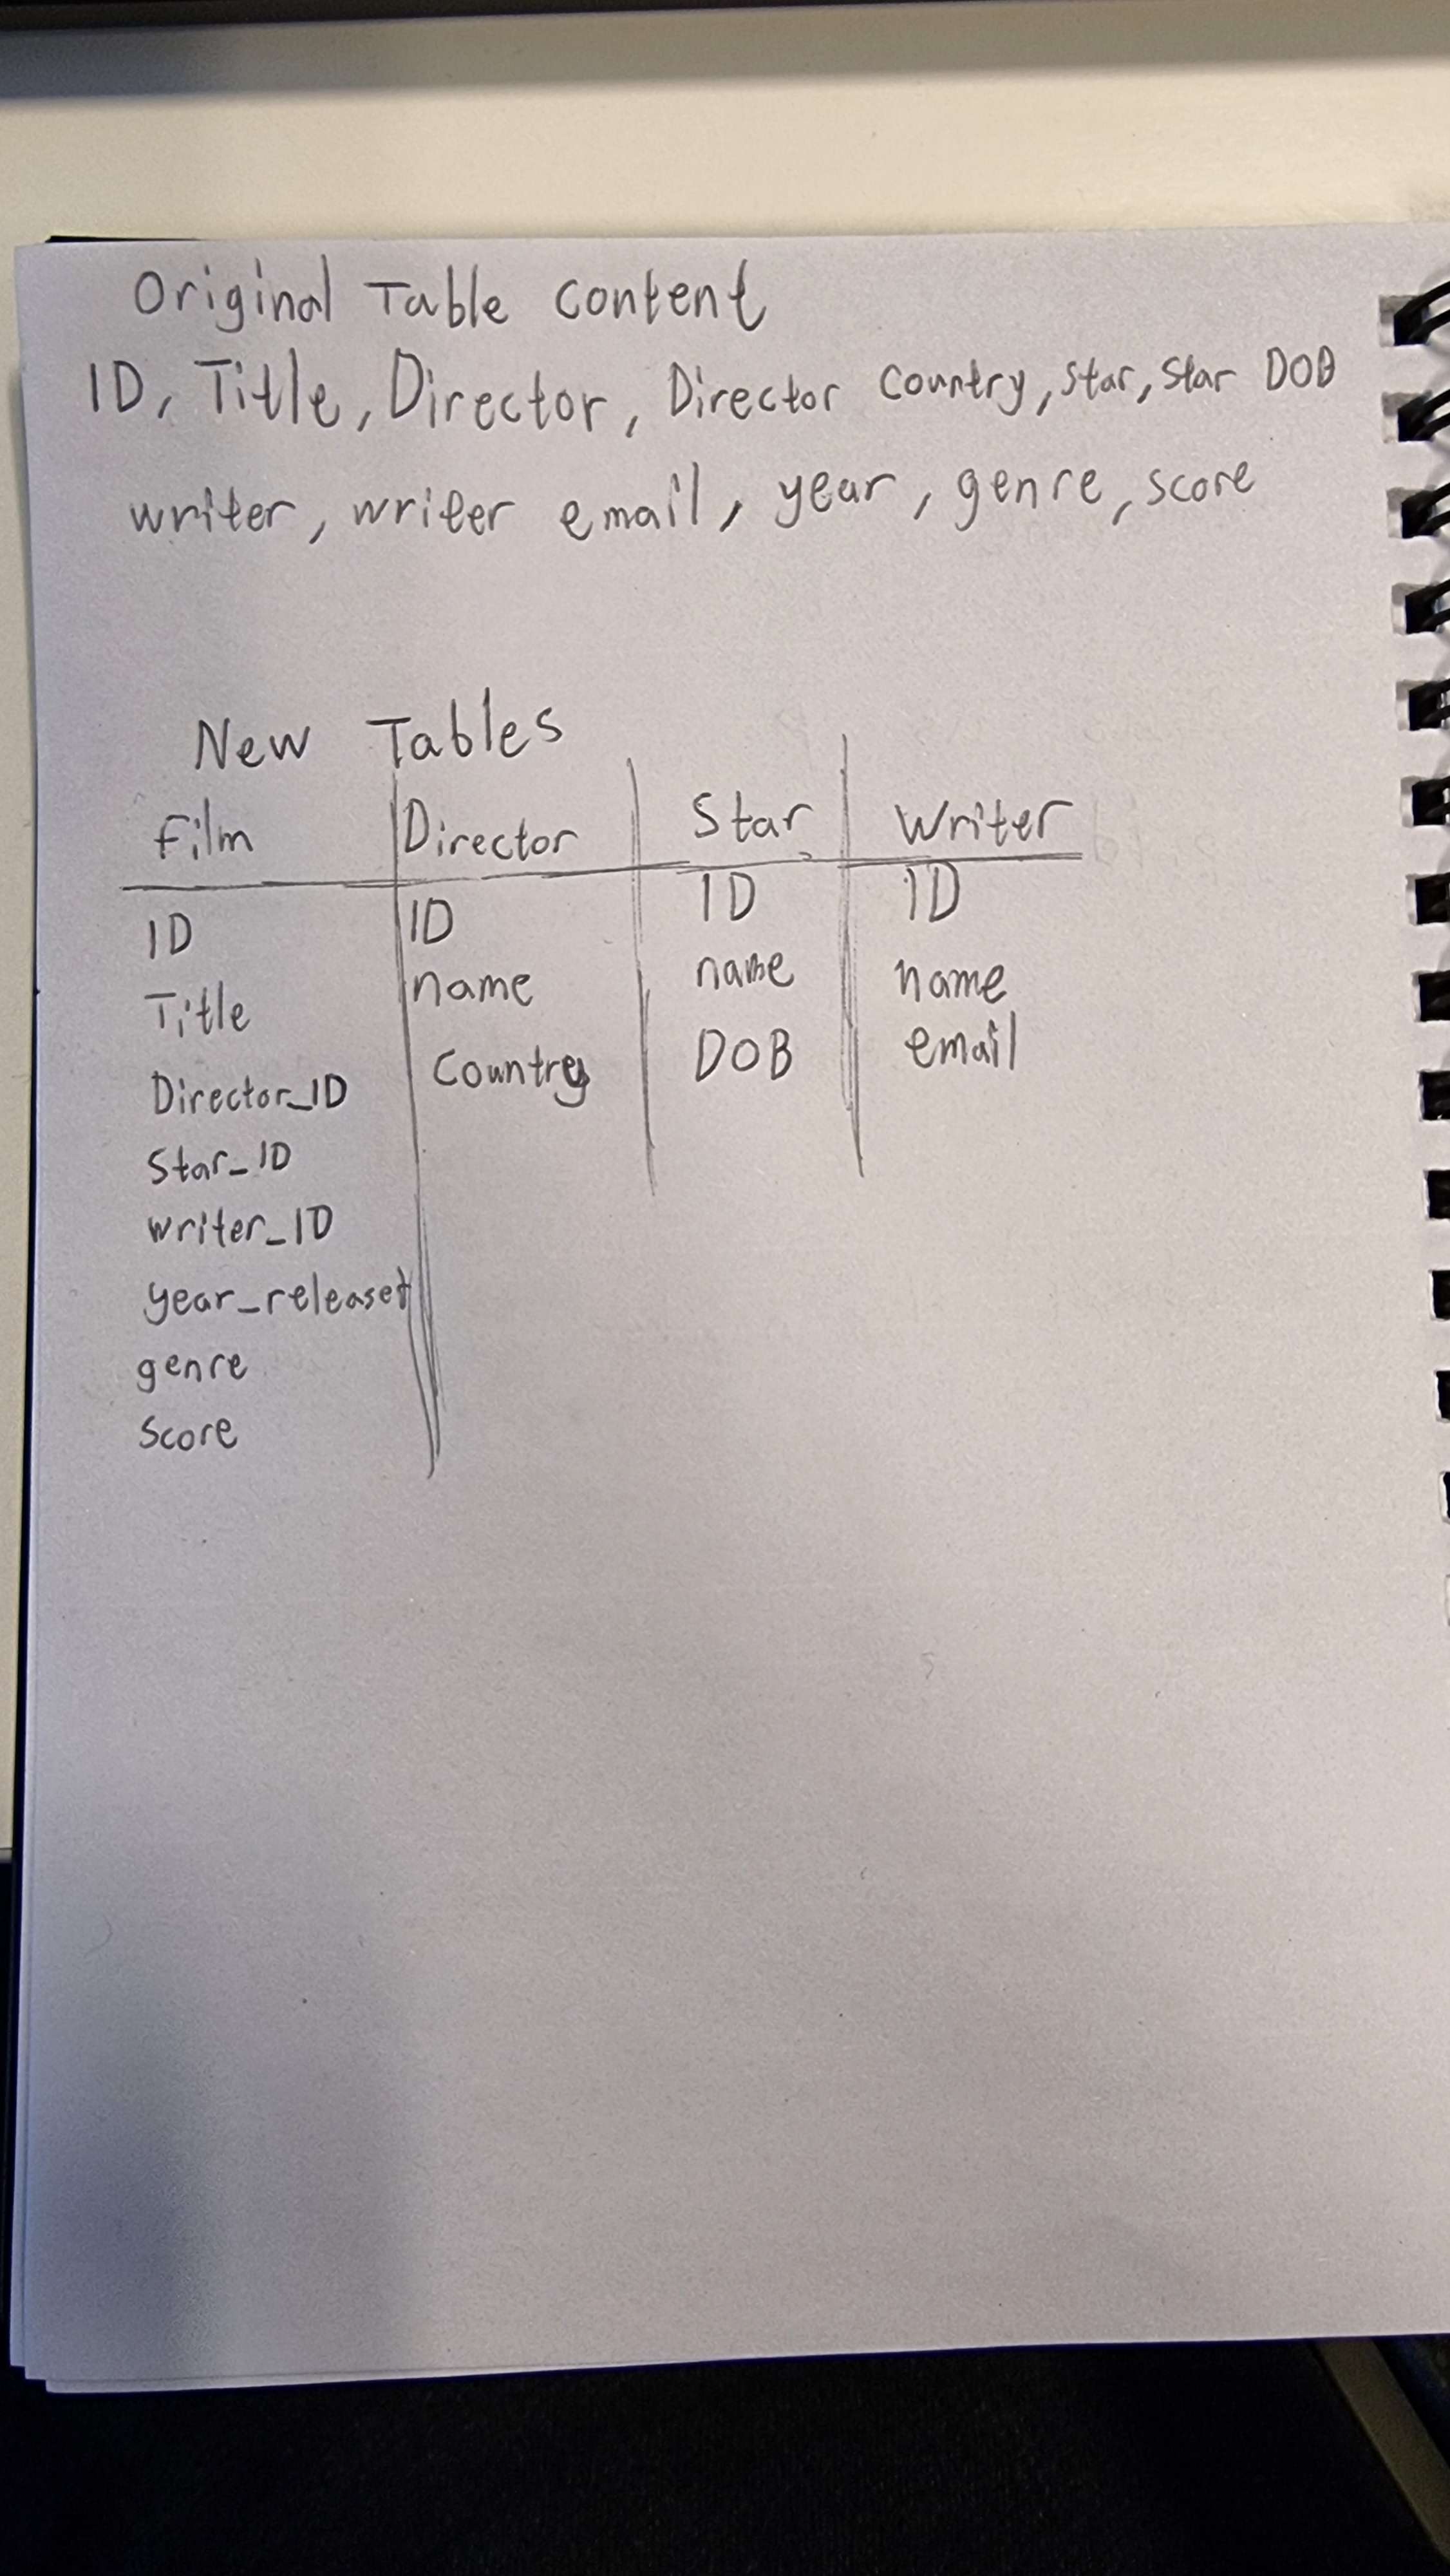 Original Table content
ID, Title, Director, Director Country, Star, Star DOB
writer, writer email, year, genre, score
New Tables
Film Director Star Writer
ID ID ID ID
Title name name name
Director_ID Country DOB email
Star_ID
writer_ID
year_released
genre
score